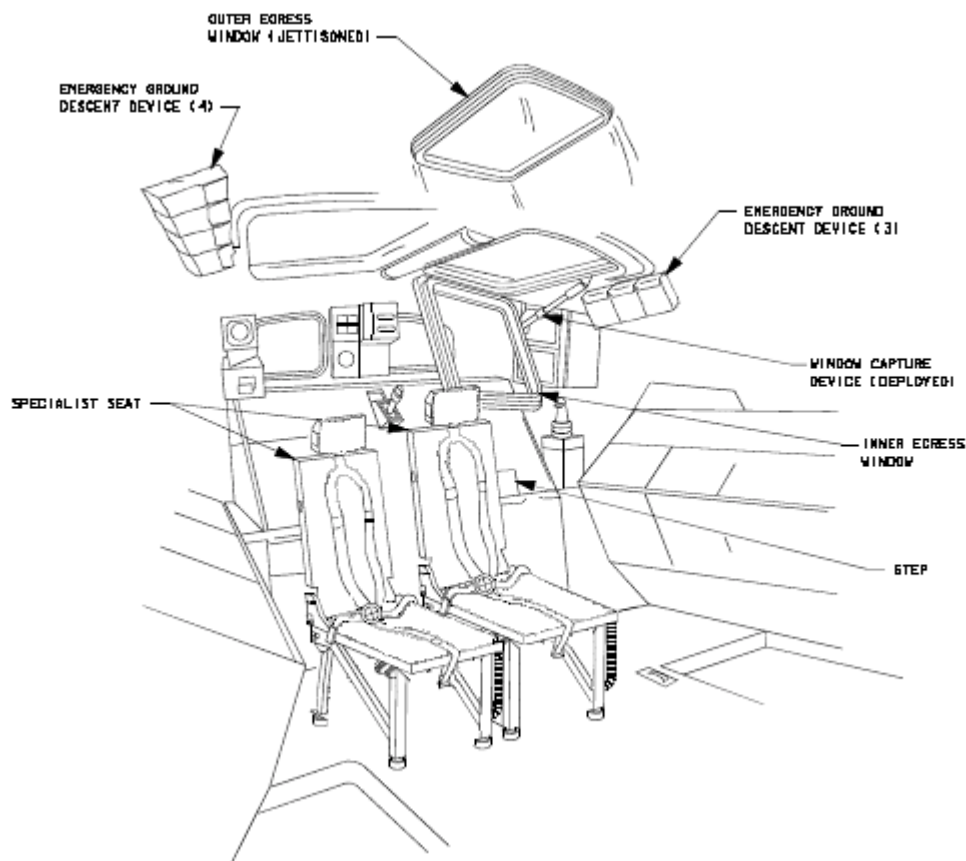 OUTER EGRESS
WINDOW (JETTISONED)
EMERGENCY GROUND
DESCENT DEVICE (4)
EMERGENCY GROUND
DESCENT DEVICE (3)
WINDOW CAPTURE
DEVICE (DEPLOYED)
SPECIALIST SEAT
INNER EGRESS
WINDOW
STEP